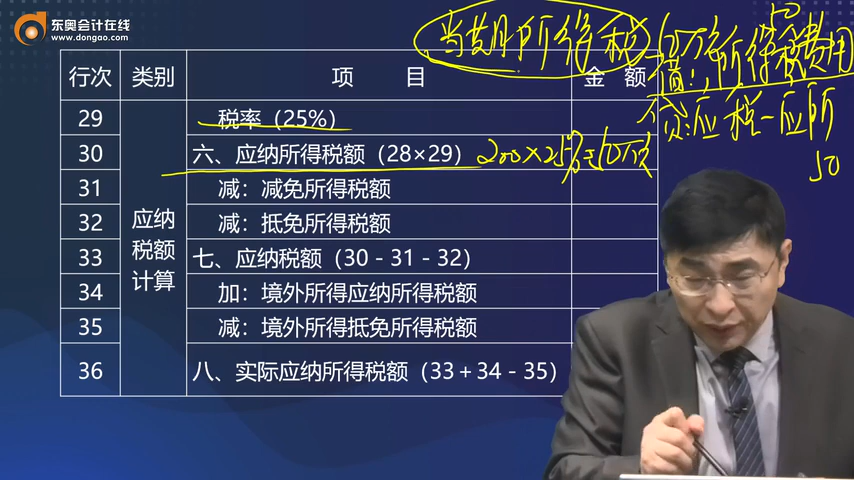 东奥会计在线
www.dongao.com
当期所得税
50万
50
借:所得税费用
贷:应税-应所
50
行次 类别 项目 金额
29 税率(25%)
30 六、应纳所得税额(28×29) 200×25%=50万
31 减:减免所得税额
32 减:抵免所得税额
应纳税额计算
33 七、应纳税额(30-31-32)
34 加:境外所得应纳所得税额
35 减:境外所得抵免所得税额
36 八、实际应纳所得税额(33+34-35)